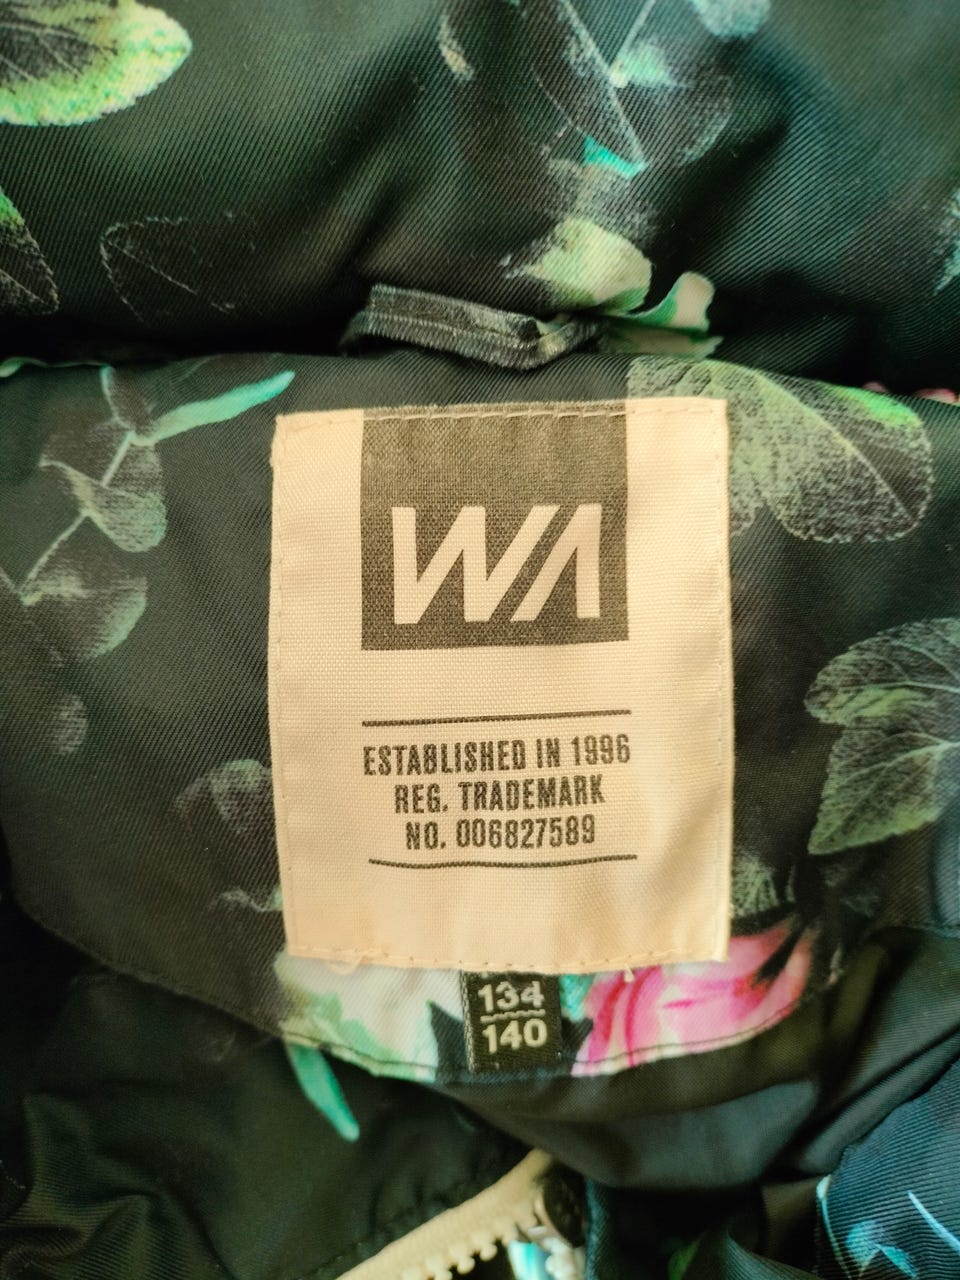 WA
ESTABLISHED IN 1996
REG. TRADEMARK
NO. 006827589
134
140